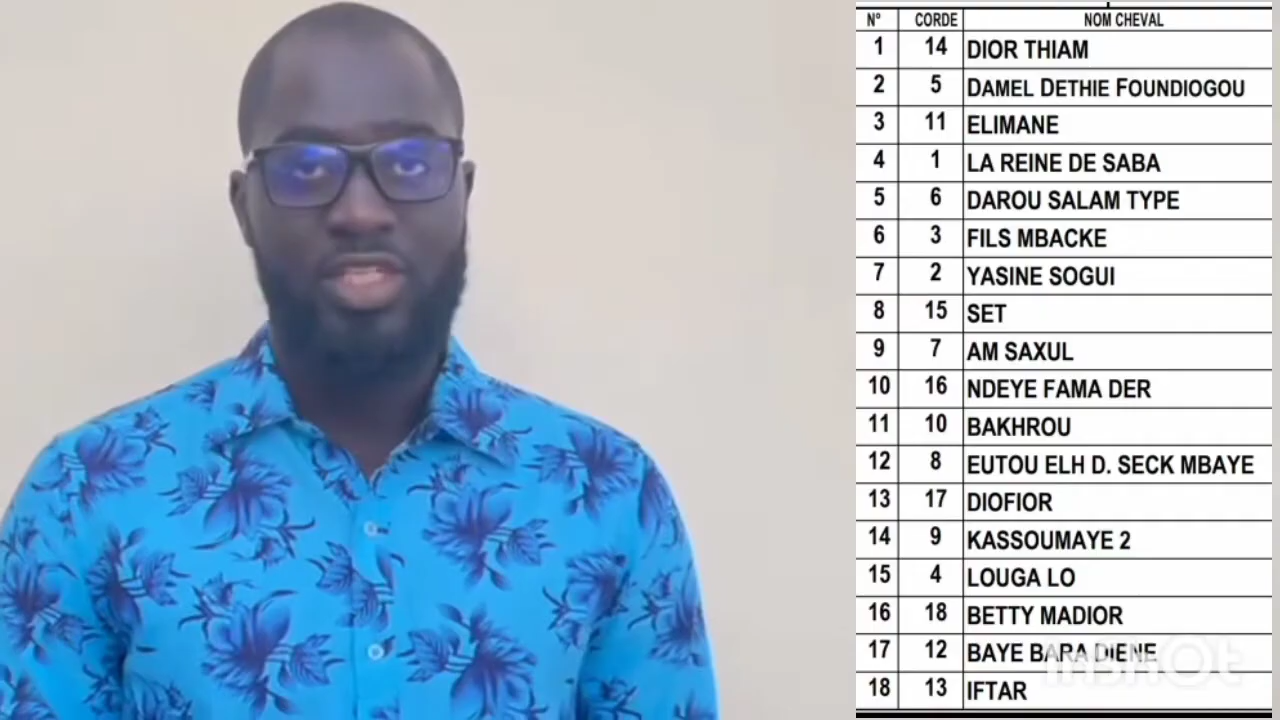 N° CORDE NOM CHEVAL
1 14 DIOR THIAM
2 5 DAMEL DETHIE FOUNDIOGOU
3 11 ELIMANE
4 1 LA REINE DE SABA
5 6 DAROU SALAM TYPE
6 3 FILS MBACKE
7 2 YASINE SOGUI
8 15 SET
9 7 AM SAXUL
10 16 NDEYE FAMA DER
11 10 BAKHROU
12 8 EUTOU ELH D. SECK MBAYE
13 17 DIOFIOR
14 9 KASSOUMAYE 2
15 4 LOUGA LO
16 18 BETTY MADIOR
17 12 BAYE BARA DIENE
18 13 IFTAR
InShot